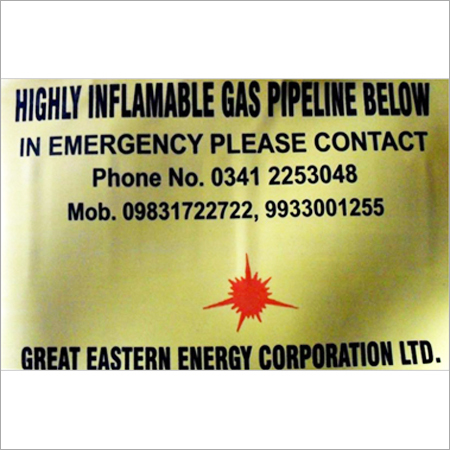 HIGHLY INFLAMABLE GAS PIPELINE BELOW
IN EMERGENCY PLEASE CONTACT
Phone No. 0341 2253048
Mob. 09831722722, 9933001255
GREAT EASTERN ENERGY CORPORATION LTD.